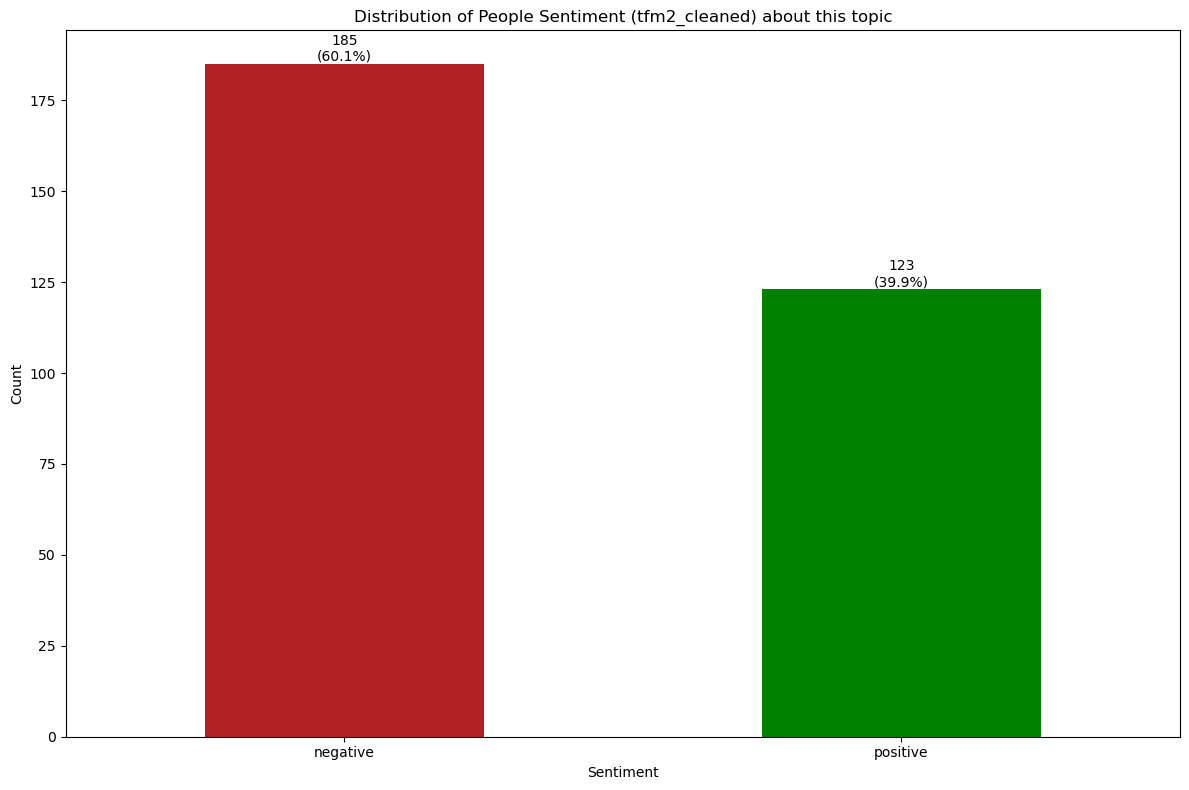 Distribution of People Sentiment (tfm2_cleaned) about this topic
185
(60.1%)
123
(39.9%)
175
150
125
100
75
50
25
0
Count
negative
positive
Sentiment